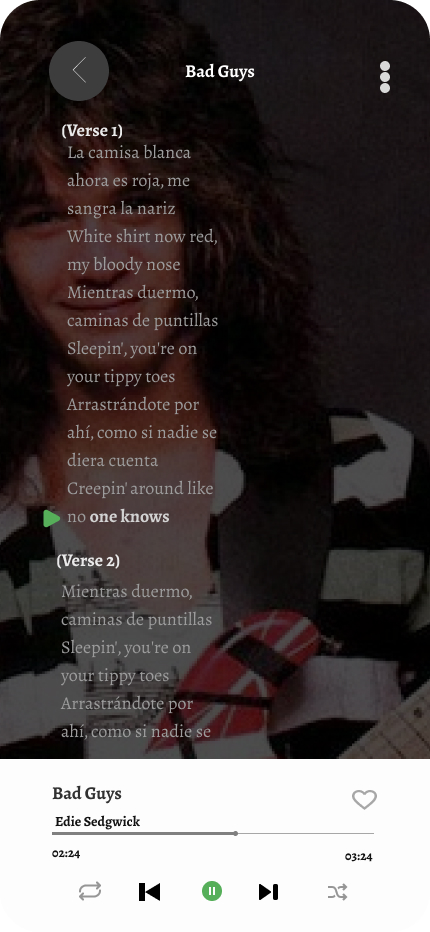 Bad Guys
(Verse 1)
La camisa blanca
ahora es roja, me
sangra la nariz
White shirt now red,
my bloody nose
Mientras duermo,
caminas de puntillas
Sleepin', you're on
your tippy toes
Arrastrándote por
ahí, como si nadie se
diera cuenta
Creepin' around like
no one knows
(Verse 2)
Mientras duermo,
caminas de puntillas
Sleepin', you're on
your tippy toes
Arrastrándote por
ahí, como si nadie se
Bad Guys
Edie Sedgwick
02:24
03:24